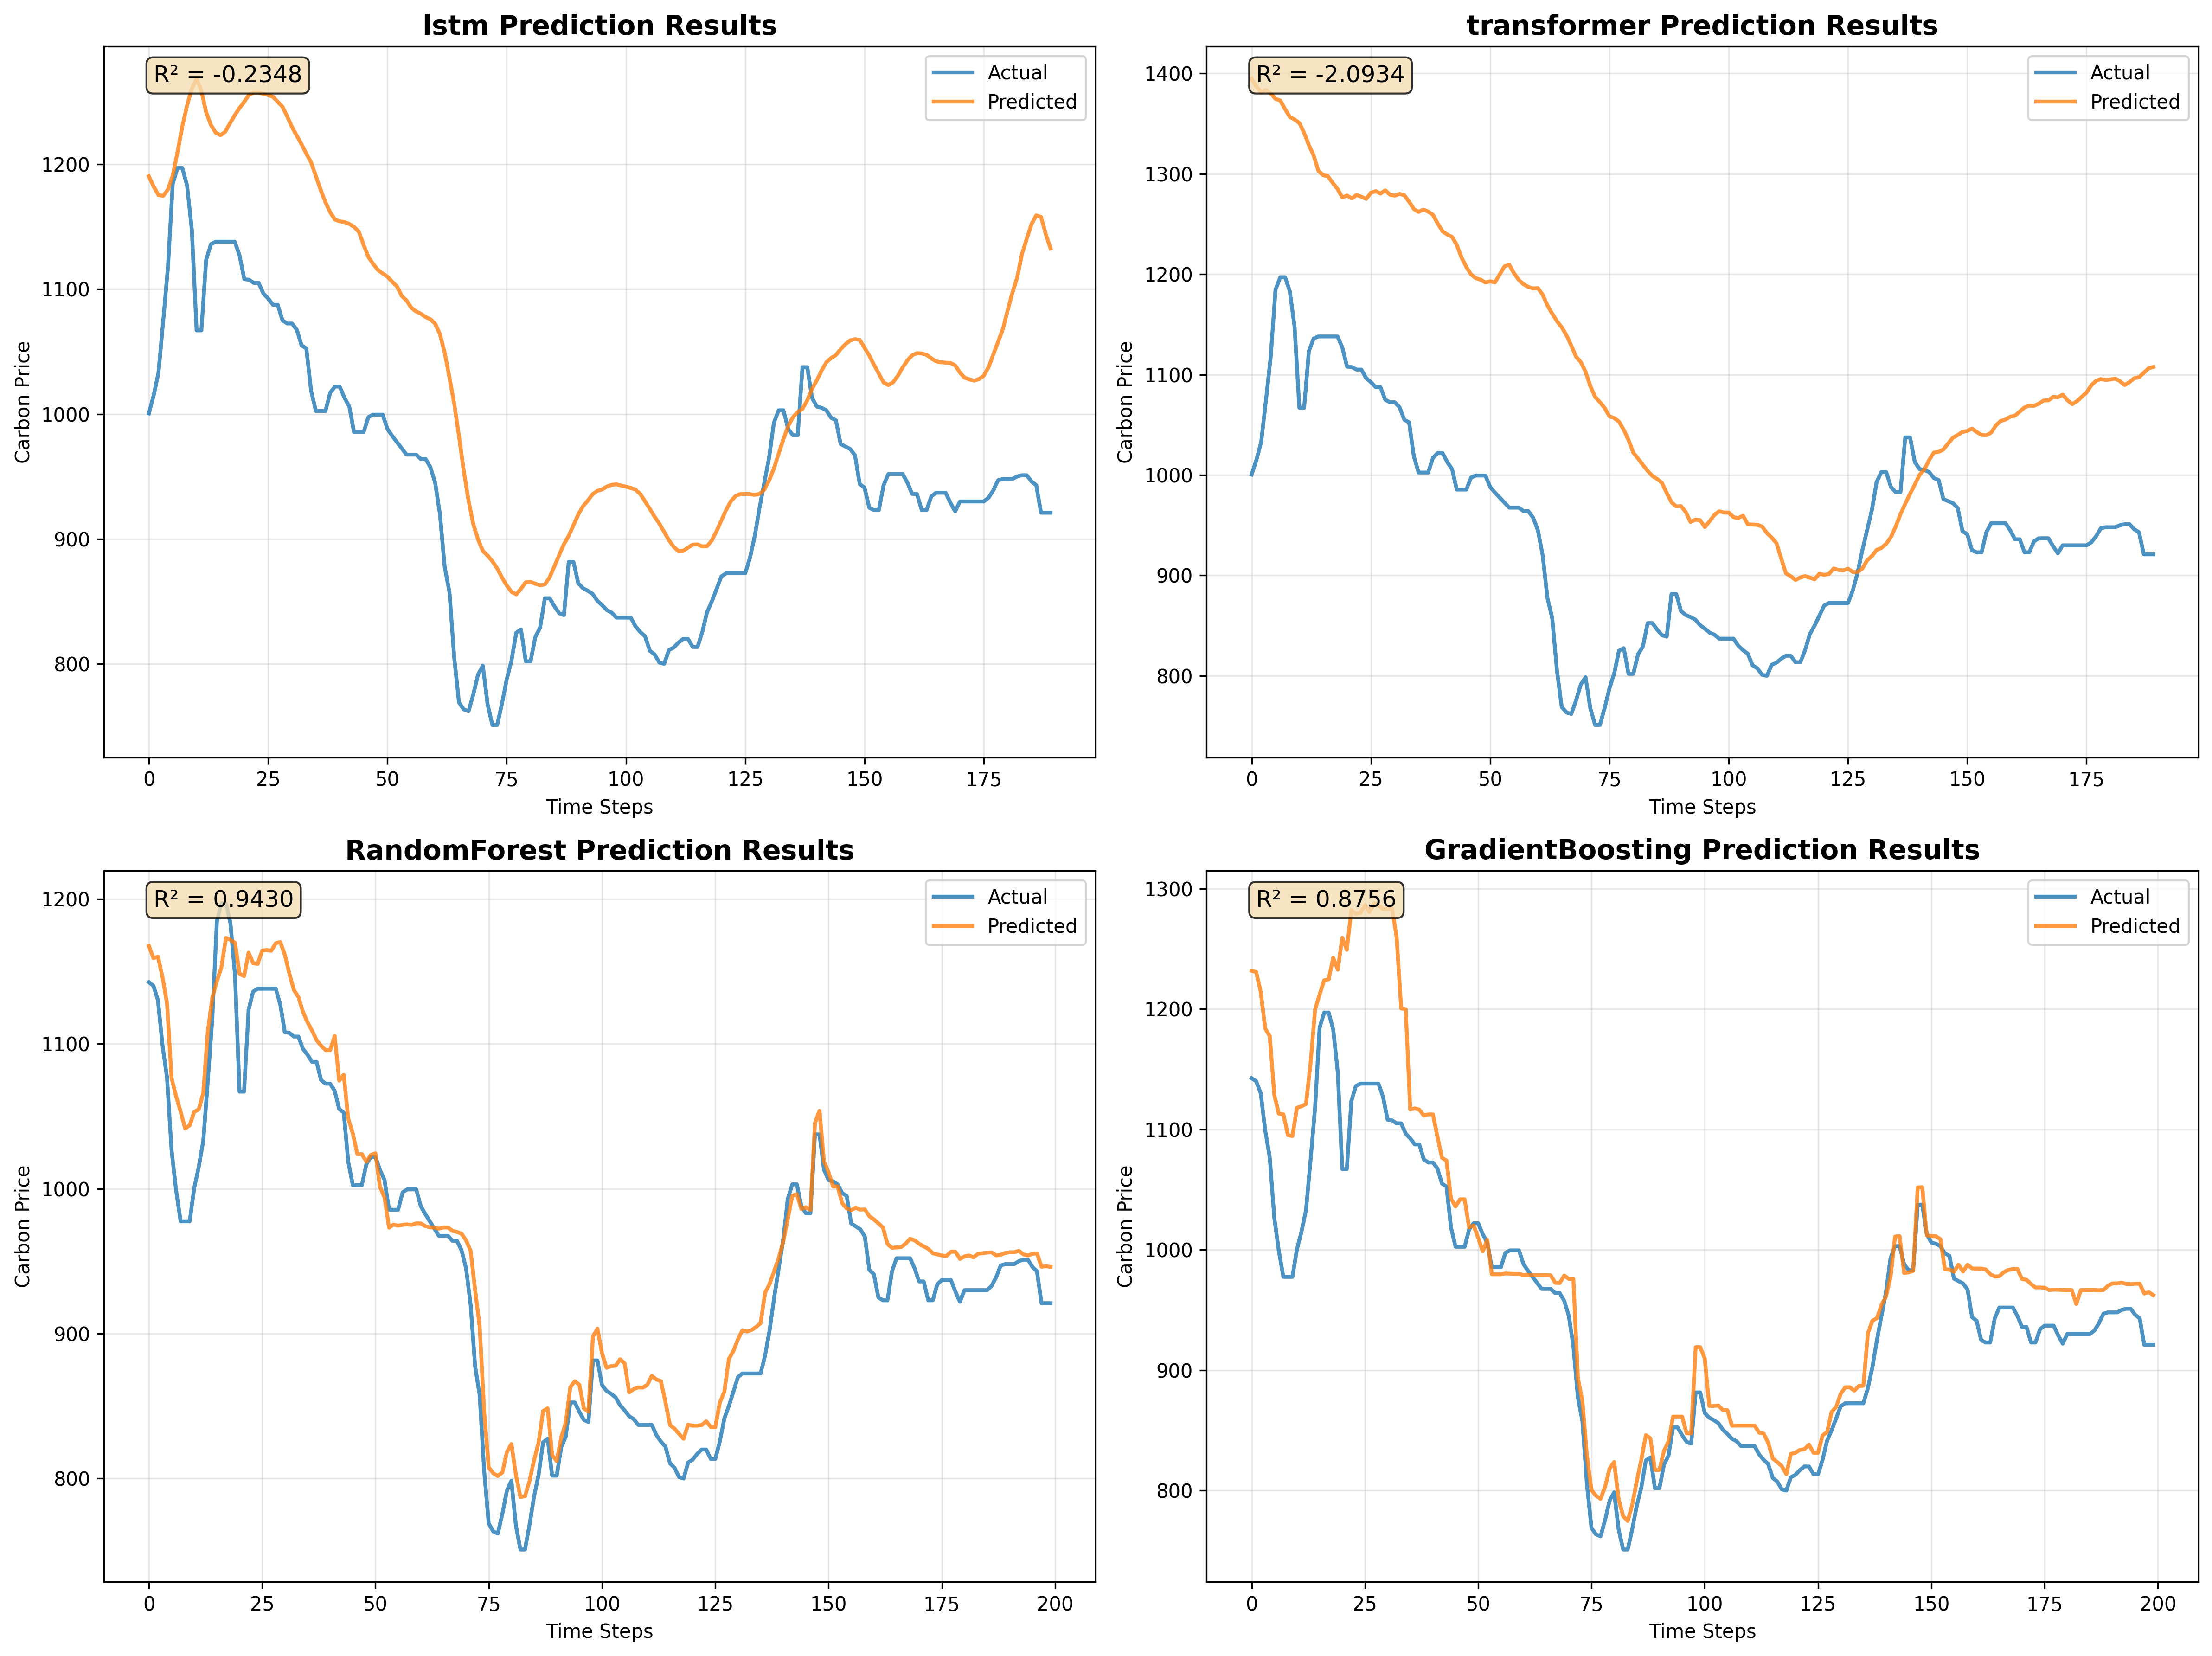 lstm Prediction Results
R² = -0.2348
Actual
Predicted
Carbon Price
1200
1100
1000
900
800
0 25 50 75 100 125 150 175
Time Steps
transformer Prediction Results
R² = -2.0934
Actual
Predicted
Carbon Price
1400
1300
1200
1100
1000
900
800
0 25 50 75 100 125 150 175
Time Steps
RandomForest Prediction Results
R² = 0.9430
Actual
Predicted
Carbon Price
1200
1100
1000
900
800
0 25 50 75 100 125 150 175 200
Time Steps
GradientBoosting Prediction Results
R² = 0.8756
Actual
Predicted
Carbon Price
1300
1200
1100
1000
900
800
0 25 50 75 100 125 150 175 200
Time Steps